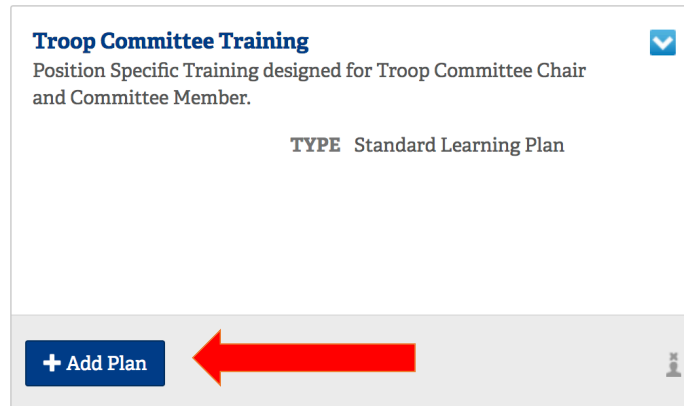 Troop Committee Training
Position Specific Training designed for Troop Committee Chair
and Committee Member.
TYPE Standard Learning Plan
+ Add Plan